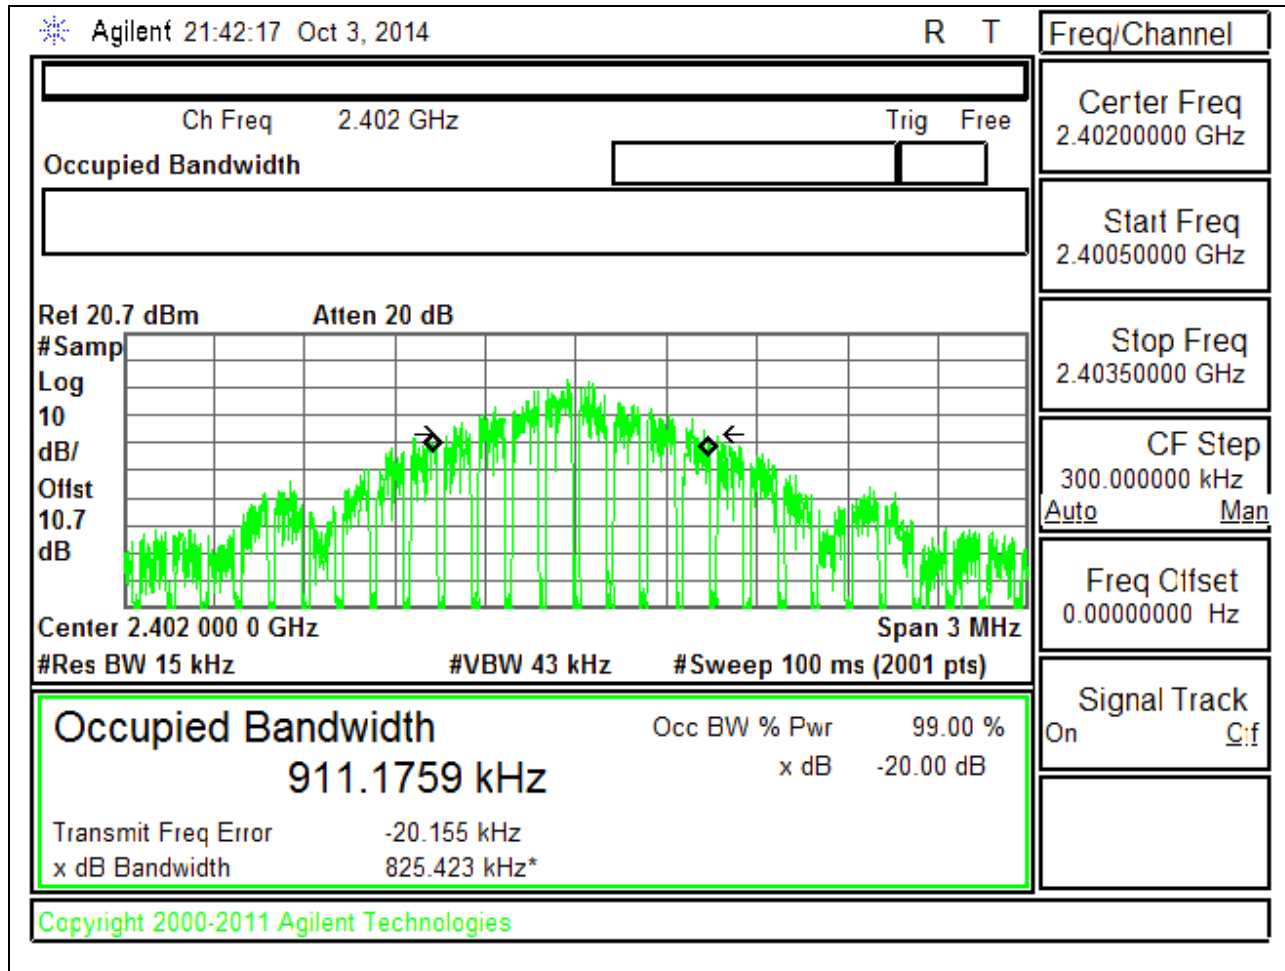 Agilent 21:42:17 Oct 3, 2014 R T
Ch Freq 2.402 GHz Trig Free
Occupied Bandwidth
Ref 20.7 dBm Atten 20 dB
#Samp
Log
10
dB/
Offst
10.7
dB
Center 2.402 000 0 GHz Span 3 MHz
#Res BW 15 kHz #VBW 43 kHz #Sweep 100 ms (2001 pts)
Occupied Bandwidth
911.1759 kHz
Occ BW % Pwr 99.00 %
x dB -20.00 dB
Transmit Freq Error -20.155 kHz
x dB Bandwidth 825.423 kHz*
Copyright 2000-2011 Agilent Technologies
Freq/Channel
Center Freq
2.40200000 GHz
Start Freq
2.40050000 GHz
Stop Freq
2.40350000 GHz
CF Step
300.000000 kHz
Auto Man
Freq Offset
0.00000000 Hz
Signal Track
On Off